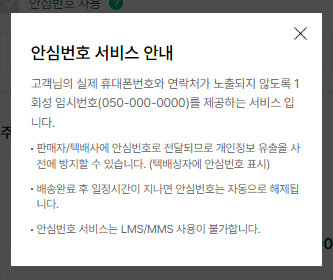 안심번호 사용 ?
안심번호 서비스 안내
고객님의 실제 휴대폰번호와 연락처가 노출되지 않도록 1
회성 임시번호(050-000-0000)를 제공하는 서비스 입
니다.
• 판매자/택배사에 안심번호로 전달되므로 개인정보 유출을 사
전에 방지할 수 있습니다. (택배상자에 안심번호 표시)
• 배송완료 후 일정시간이 지나면 안심번호는 자동으로 해제됩
니다.
• 안심번호 서비스는 LMS/MMS 사용이 불가합니다.